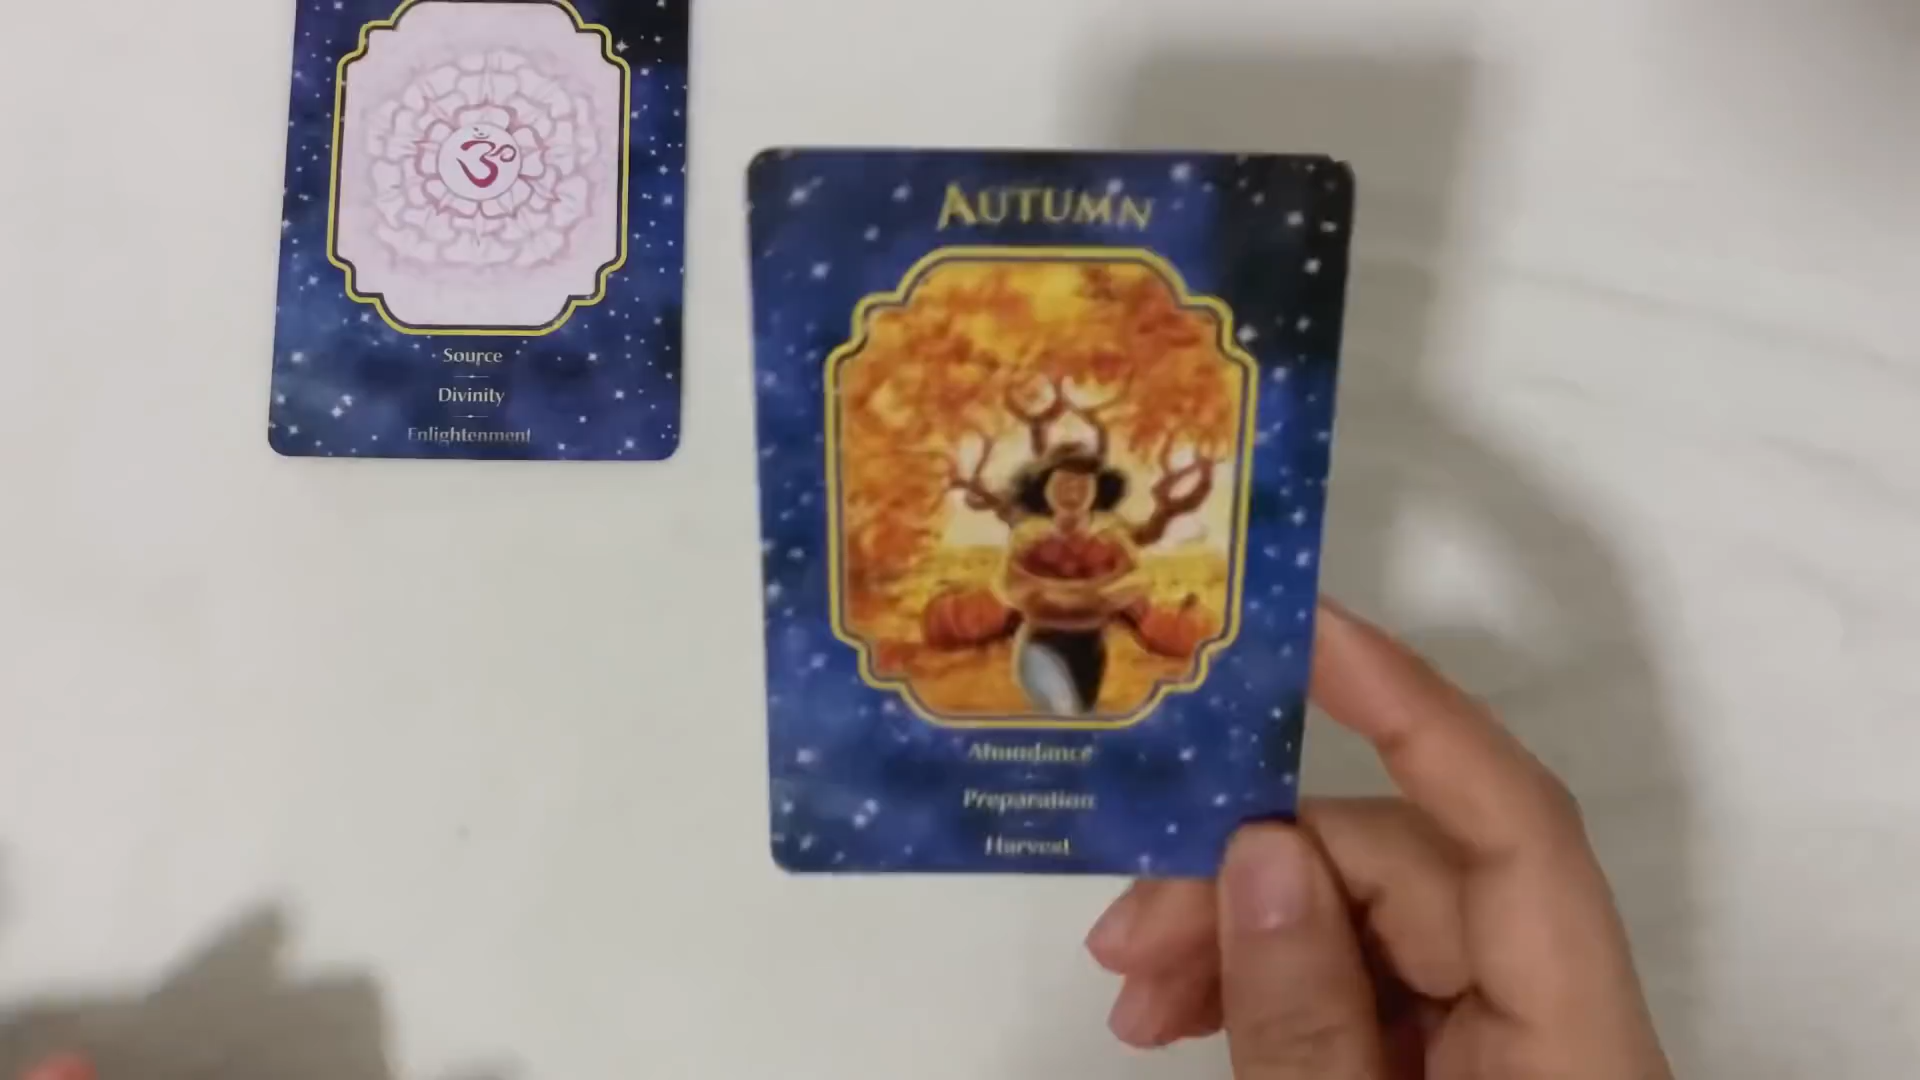 Source
Divinity
Enlightenment
AUTUMN
Abundance
Preparation
Harvest
ॐ